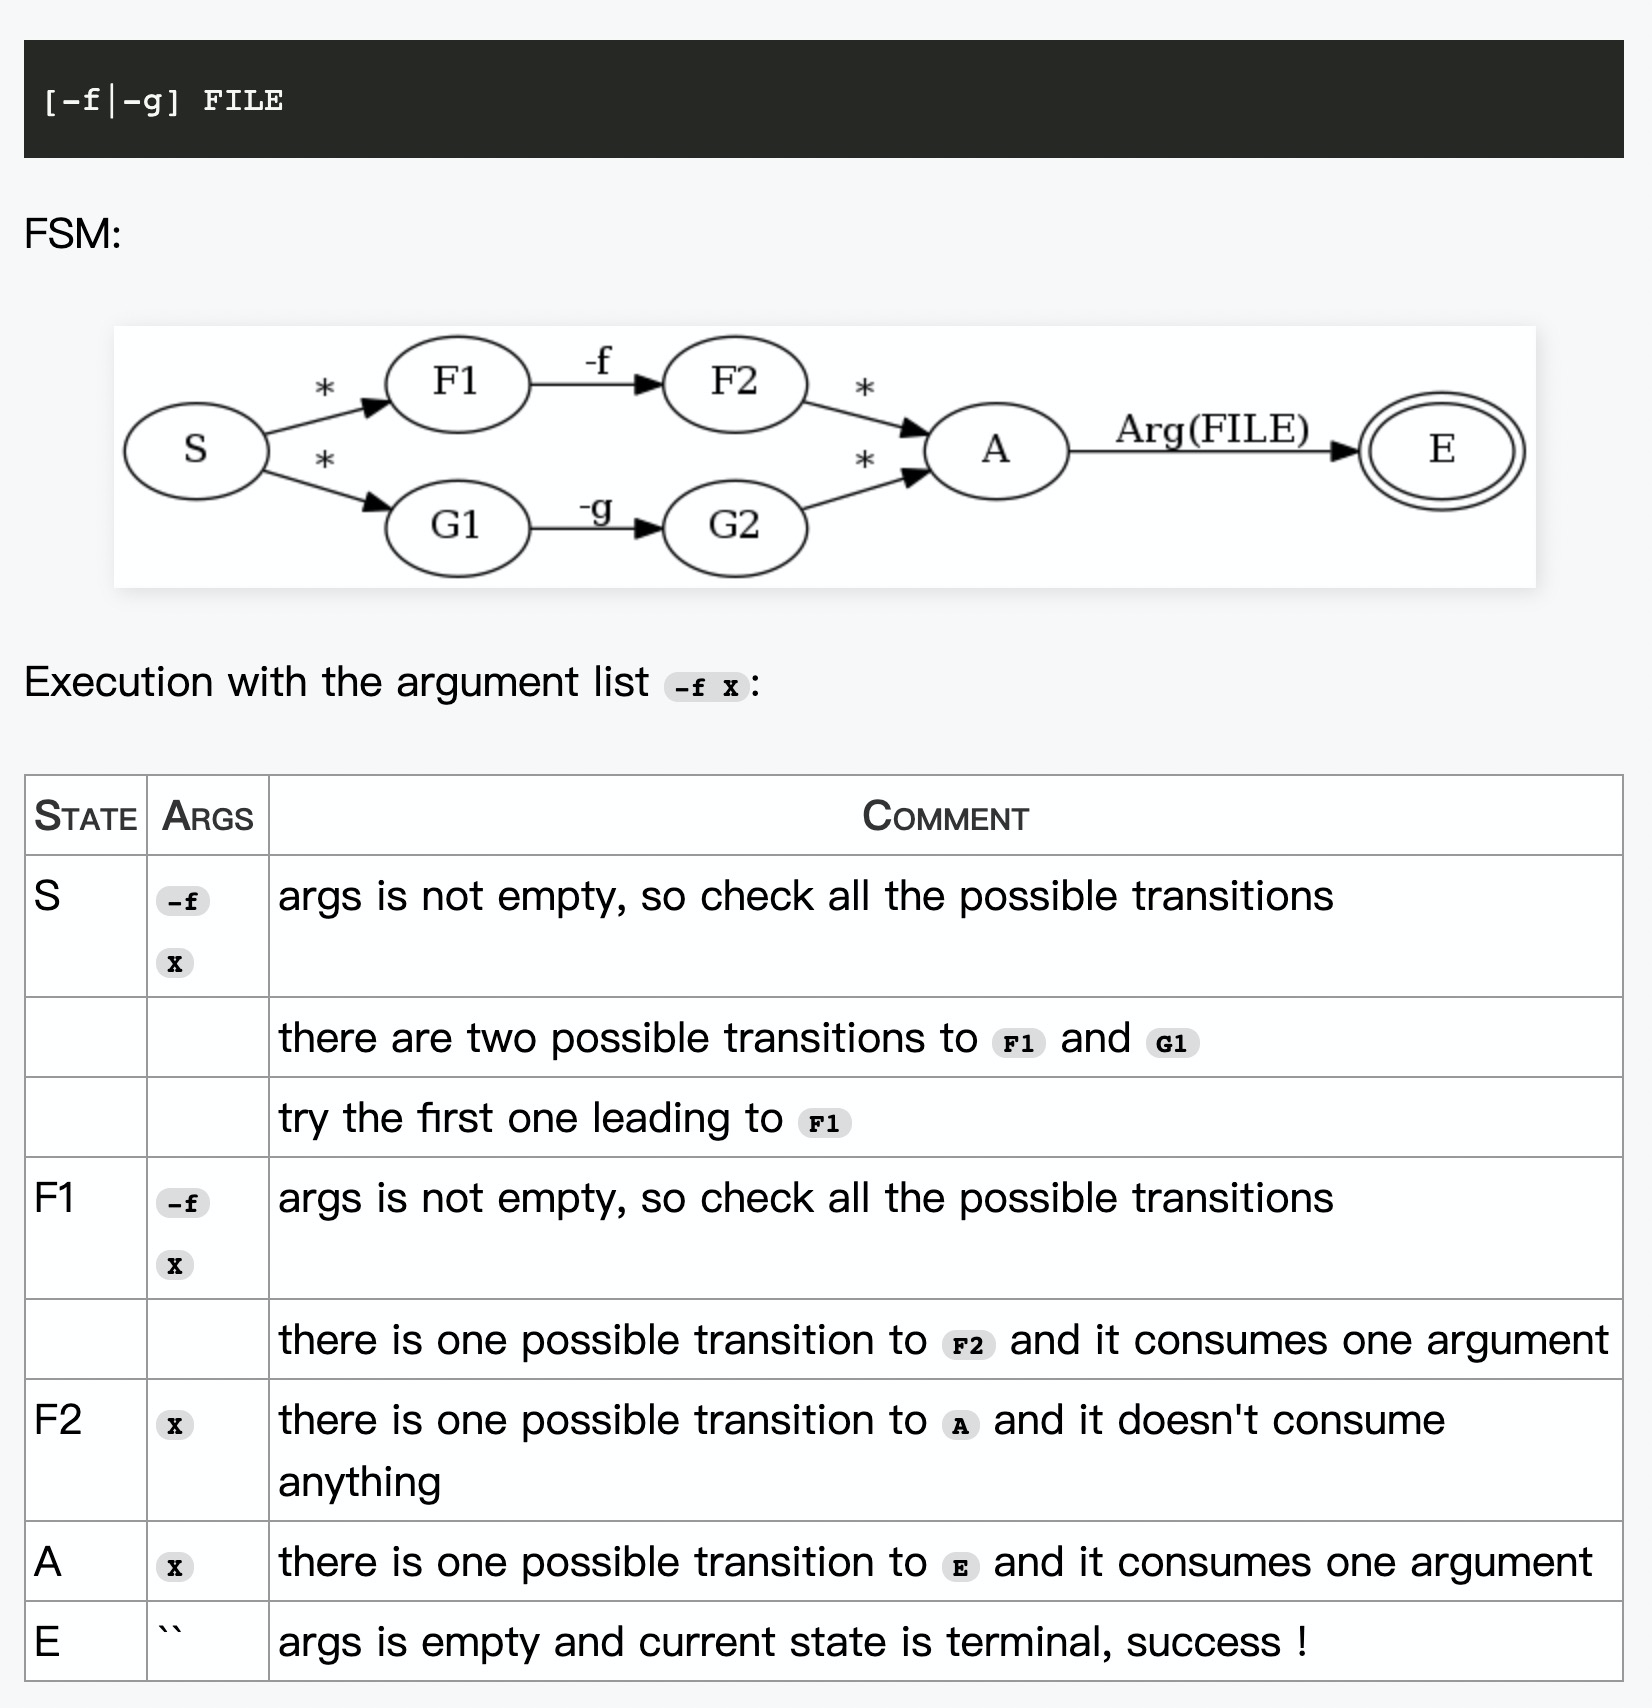 [-f|-g] FILE
FSM:
S
*
*
F1
G1
-f
-g
F2
G2
*
*
A
Arg(FILE)
E
Execution with the argument list -f X:
STATE ARGS COMMENT
S -f args is not empty, so check all the possible transitions
X
there are two possible transitions to F1 and G1
try the first one leading to F1
F1 -f args is not empty, so check all the possible transitions
X
there is one possible transition to F2 and it consumes one argument
F2 X there is one possible transition to A and it doesn't consume
anything
A X there is one possible transition to E and it consumes one argument
E `` args is empty and current state is terminal, success !